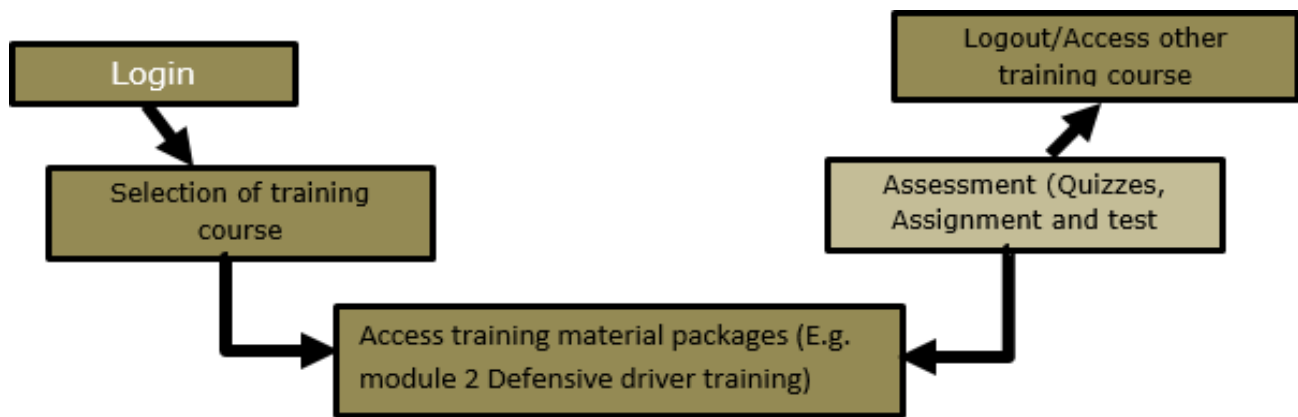 Login
Selection of training
course
Access training material packages (E.g.
module 2 Defensive driver training)
Assessment (Quizzes,
Assignment and test
Logout/Access other
training course